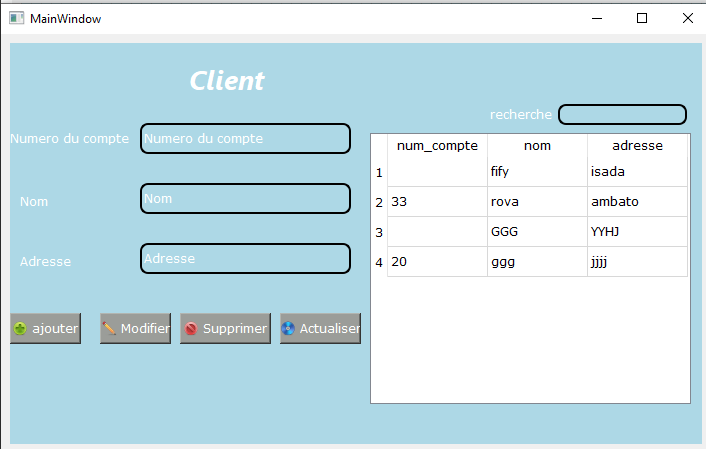 MainWindow
Client
recherche
Numero du compte Numero du compte
Nom Nom
Adresse Adresse
ajouter Modifier Supprimer Actualiser
num_compte nom adresse
1 fify isada
2 33 rova ambato
3 GGG YYHJ
4 20 ggg jjjj